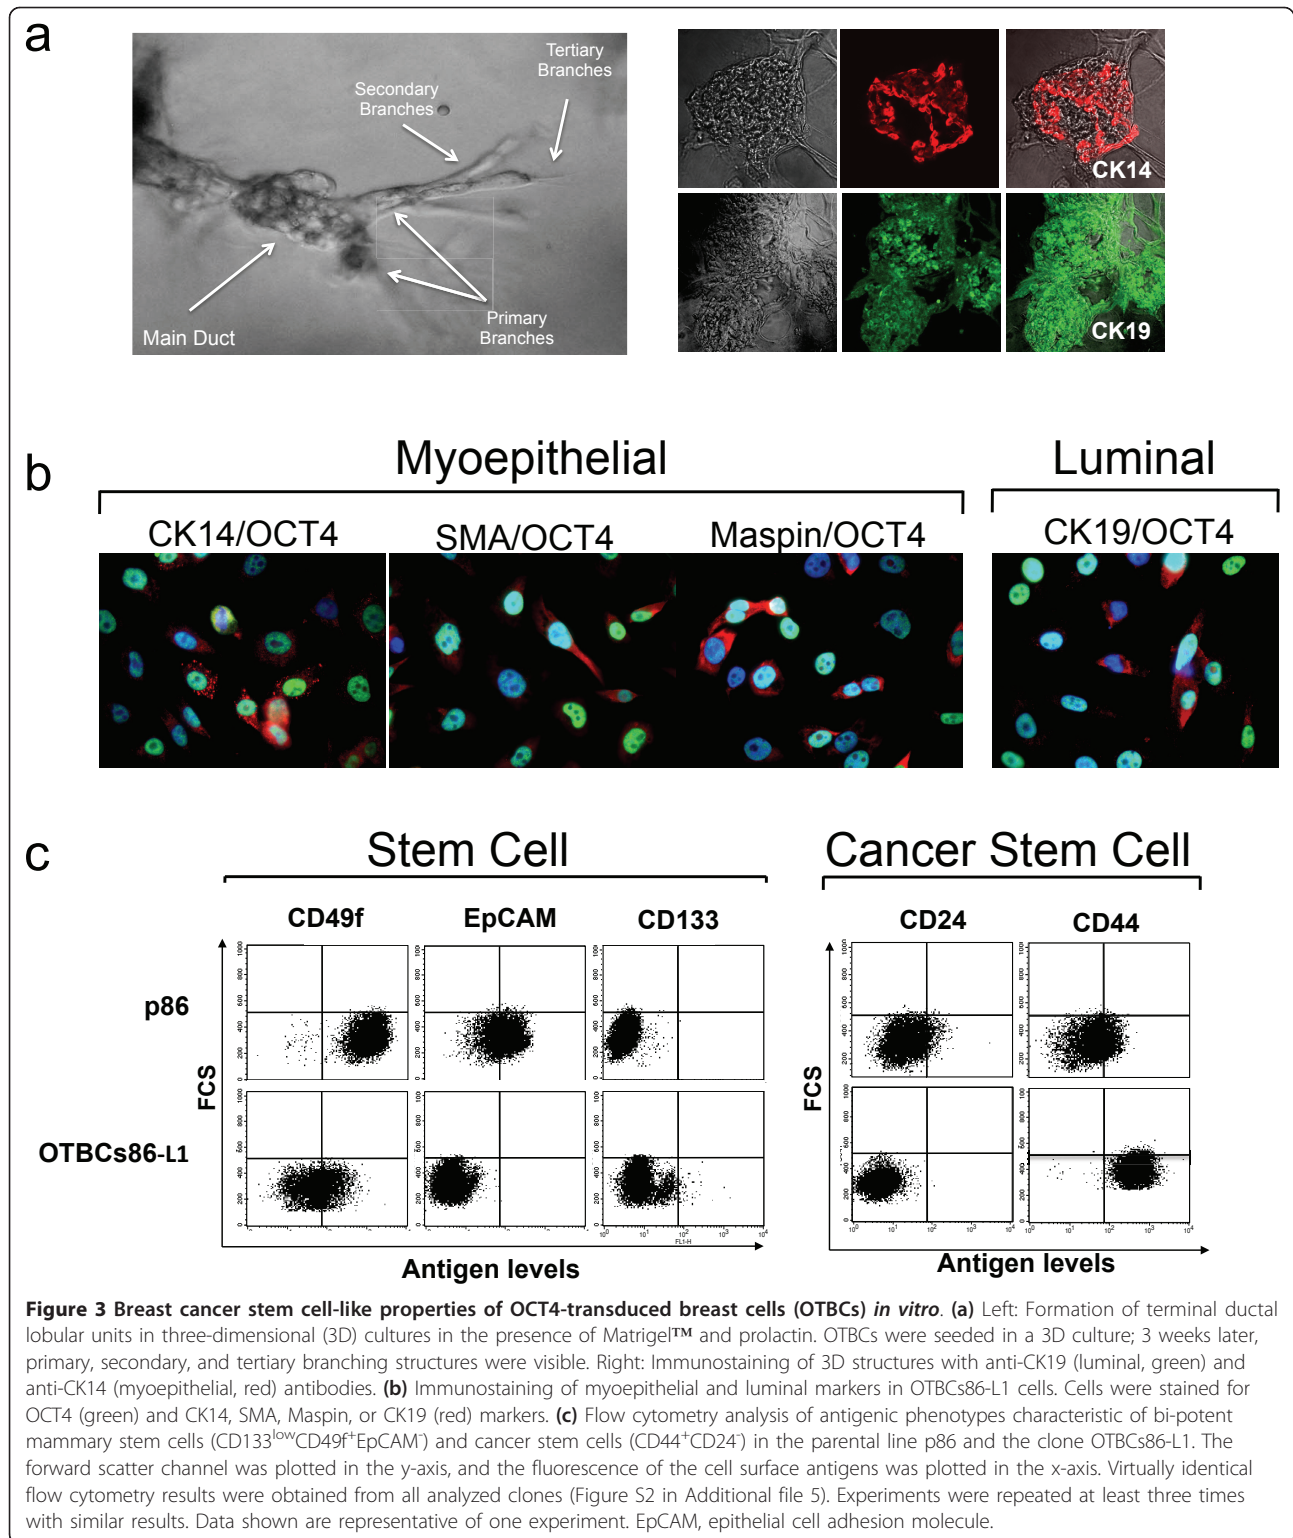 a
Tertiary
Branches
Secondary
Branches
Main Duct
Primary
Branches
CK14
CK19
b
Myoepithelial
Luminal
CK14/OCT4
SMA/OCT4
Maspin/OCT4
CK19/OCT4
c
Stem Cell
Cancer Stem Cell
CD49f
EpCAM
CD133
CD24
CD44
p86
OTBCs86-L1
FCS
FCS
Antigen levels
Antigen levels
FL1-H
Figure 3 Breast cancer stem cell-like properties of OCT4-transduced breast cells (OTBCs) in vitro. (a) Left: Formation of terminal ductal
lobular units in three-dimensional (3D) cultures in the presence of Matrigel™ and prolactin. OTBCs were seeded in a 3D culture; 3 weeks later,
primary, secondary, and tertiary branching structures were visible. Right: Immunostaining of 3D structures with anti-CK19 (luminal, green) and
anti-CK14 (myoepithelial, red) antibodies. (b) Immunostaining of myoepithelial and luminal markers in OTBCs86-L1 cells. Cells were stained for
OCT4 (green) and CK14, SMA, Maspin, or CK19 (red) markers. (c) Flow cytometry analysis of antigenic phenotypes characteristic of bi-potent
mammary stem cells (CD133lowCD49f+EpCAM-) and cancer stem cells (CD44+CD24-) in the parental line p86 and the clone OTBCs86-L1. The
forward scatter channel was plotted in the y-axis, and the fluorescence of the cell surface antigens was plotted in the x-axis. Virtually identical
flow cytometry results were obtained from all analyzed clones (Figure S2 in Additional file 5). Experiments were repeated at least three times
with similar results. Data shown are representative of one experiment. EpCAM, epithelial cell adhesion molecule.